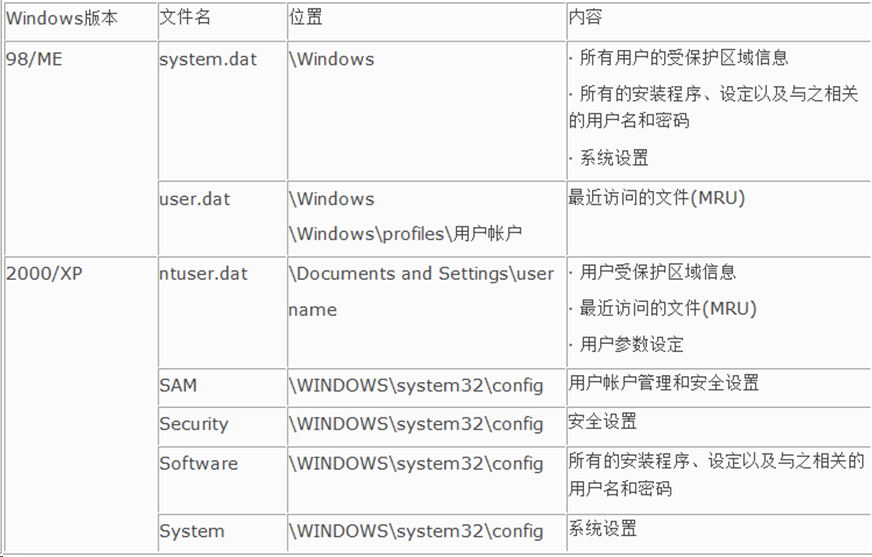 Windows版本 文件名 位置 内容
98/ME system.dat \Windows · 所有用户的受保护区域信息
· 所有的安装程序、设定以及与之相关
的用户名和密码
· 系统设置
user.dat \Windows 最近访问的文件(MRU)
\Windows\profiles\用户帐户
2000/XP ntuser.dat \Documents and Settings\user · 用户受保护区域信息
name · 最近访问的文件(MRU)
· 用户参数设定
SAM \WINDOWS\system32\config 用户帐户管理和安全设置
Security \WINDOWS\system32\config 安全设置
Software \WINDOWS\system32\config 所有的安装程序、设定以及与之相关的
用户名和密码
System \WINDOWS\system32\config 系统设置